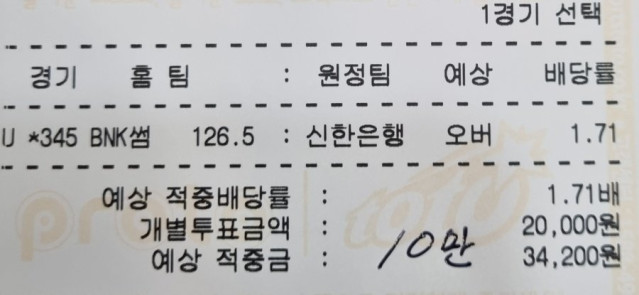 1경기 선택
경기 홈 팀 : 원정팀 예상 배당률
U *345 BNK썸 126.5 : 신한은행 오버 1.71
예상 적중배당률 : 1.71배
개별투표금액 : 20,000원
예상 적중금 : 10만 34,200원